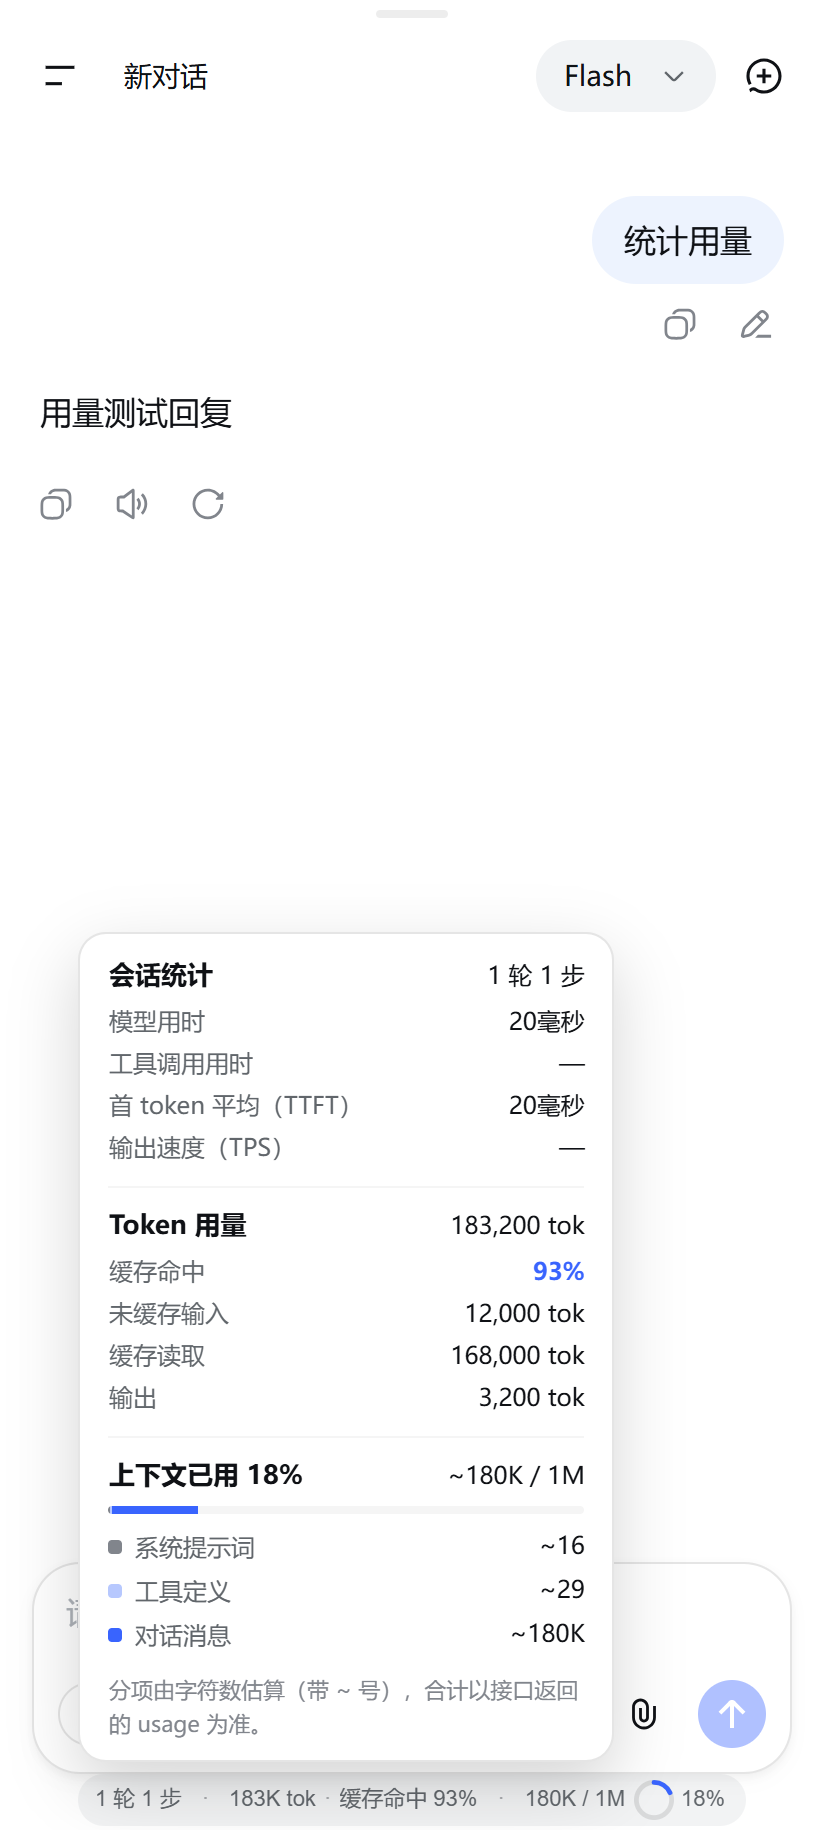 新对话
Flash
统计用量
用量测试回复
会话统计 1 轮 1 步
模型用时 20毫秒
工具调用用时 —
首 token 平均（TTFT） 20毫秒
输出速度（TPS） —
Token 用量 183,200 tok
缓存命中 93%
未缓存输入 12,000 tok
缓存读取 168,000 tok
输出 3,200 tok
上下文已用 18% ~180K / 1M
系统提示词 ~16
工具定义 ~29
对话消息 ~180K
分项由字符数估算（带 ~ 号），合计以接口返回
的 usage 为准。
1 轮 1 步 · 183K tok · 缓存命中 93% · 180K / 1M 18%